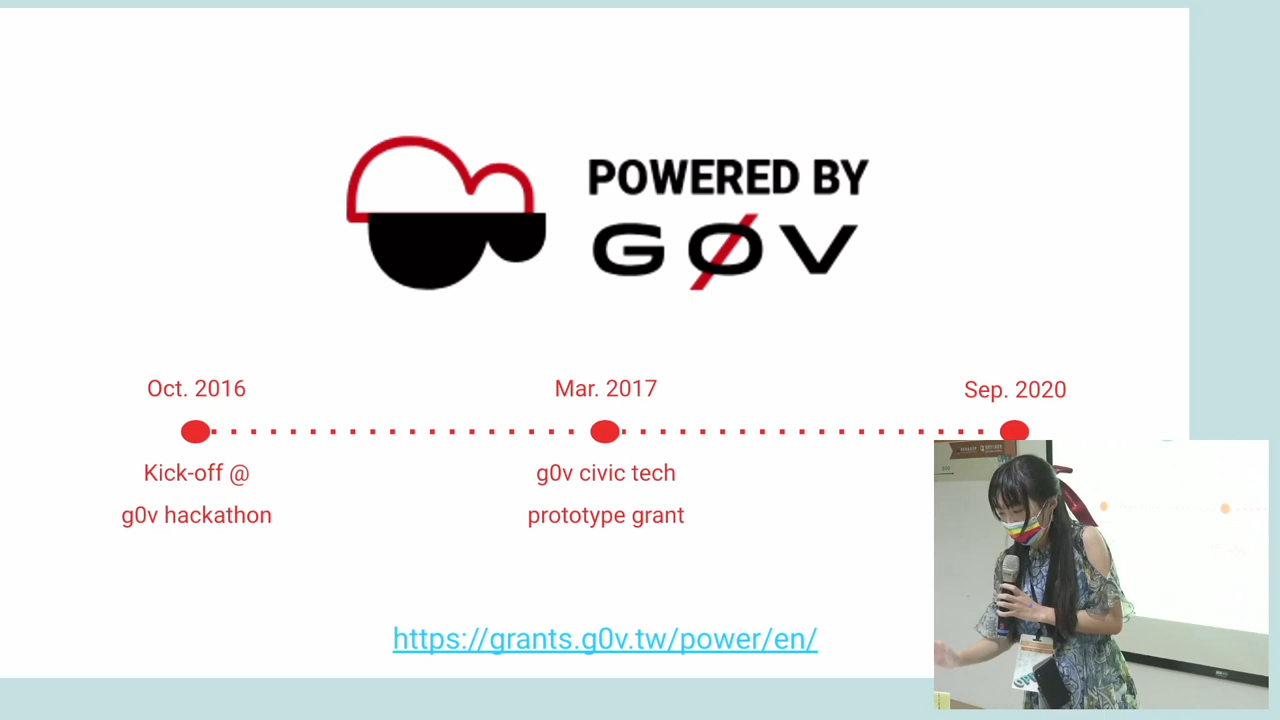 POWERED BY
GØV
Oct. 2016
Mar. 2017
Sep. 2020
Kick-off @
g0v hackathon
g0v civic tech
prototype grant
https://grants.g0v.tw/power/en/